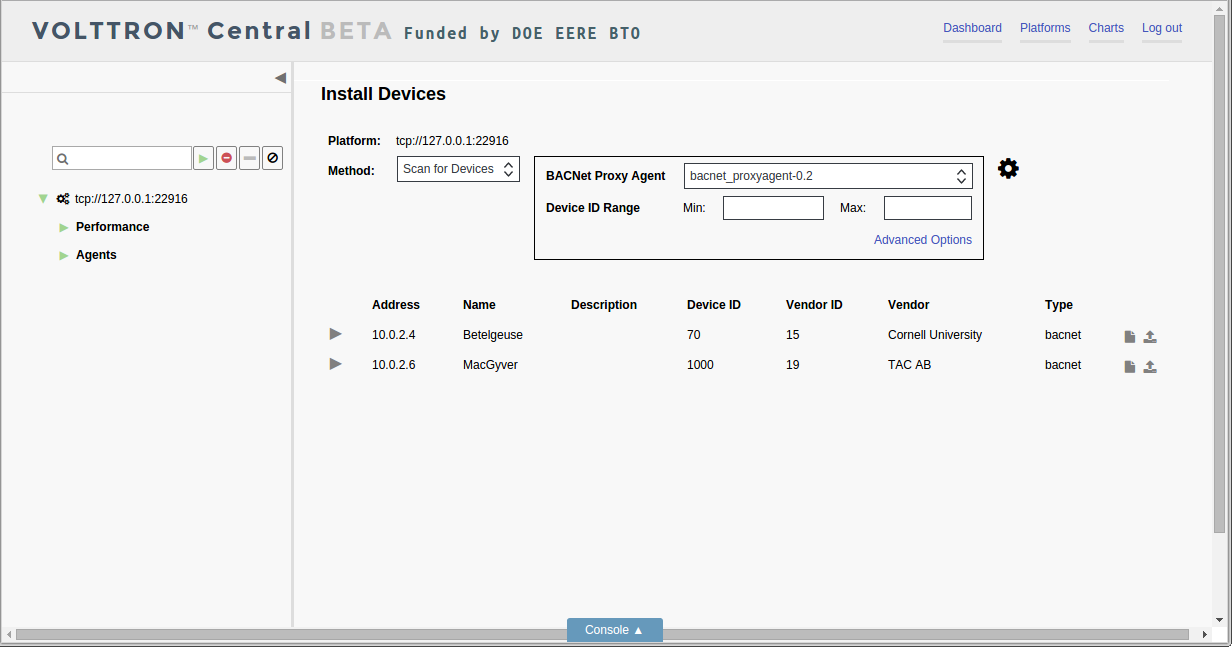 VOLTTRON™ Central BETA Funded by DOE EERE BTO
Dashboard Platforms Charts Log out
Install Devices
Platform: tcp://127.0.0.1:22916
Method: Scan for Devices
BACNet Proxy Agent bacnet_proxyagent-0.2
Device ID Range Min: Max:
Advanced Options
tcp://127.0.0.1:22916
Performance
Agents
Address Name Description Device ID Vendor ID Vendor Type
10.0.2.4 Betelgeuse 70 15 Cornell University bacnet
10.0.2.6 MacGyver 1000 19 TAC AB bacnet
Console ▲